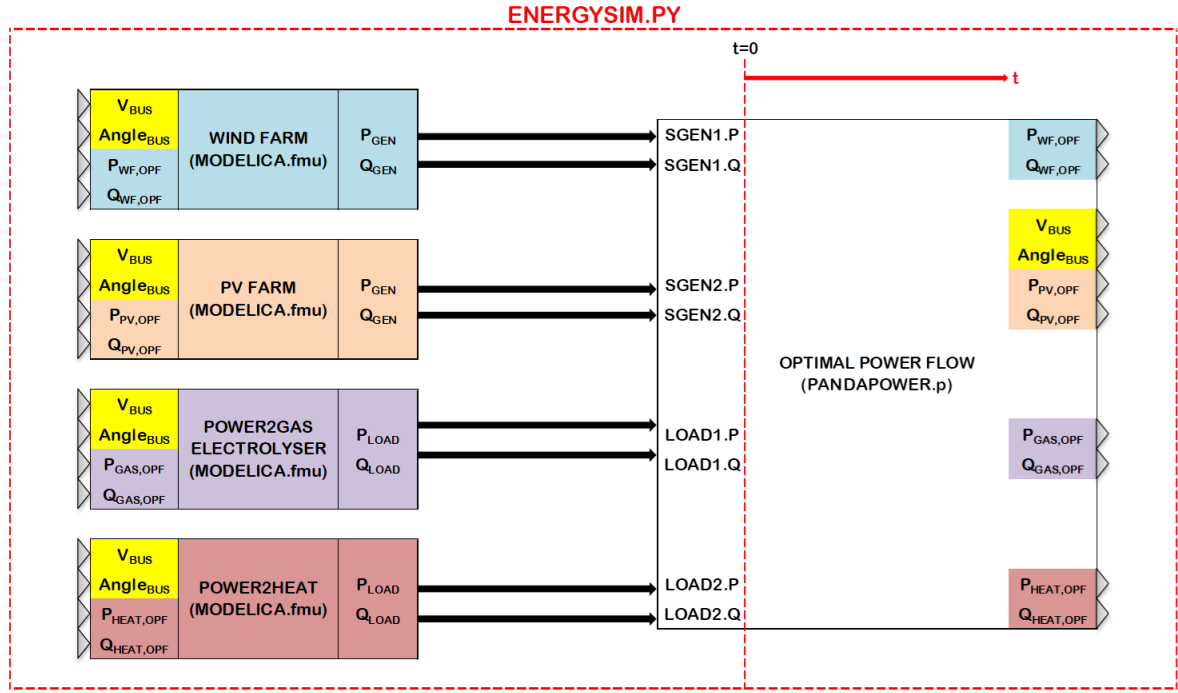 ENERGYSIM.PY
t=0
t
V_BUS
Angle_BUS
P_WF,OPF
Q_WF,OPF
WIND FARM
(MODELICA.fmu)
P_GEN
Q_GEN
SGEN1.P
SGEN1.Q
P_WF,OPF
Q_WF,OPF
V_BUS
Angle_BUS
P_PV,OPF
Q_PV,OPF
PV FARM
(MODELICA.fmu)
P_GEN
Q_GEN
SGEN2.P
SGEN2.Q
V_BUS
Angle_BUS
P_PV,OPF
Q_PV,OPF
OPTIMAL POWER FLOW
(PANDAPOWER.p)
V_BUS
Angle_BUS
P_GAS,OPF
Q_GAS,OPF
POWER2GAS
ELECTROLYSER
(MODELICA.fmu)
P_LOAD
Q_LOAD
LOAD1.P
LOAD1.Q
P_GAS,OPF
Q_GAS,OPF
V_BUS
Angle_BUS
P_HEAT,OPF
Q_HEAT,OPF
POWER2HEAT
(MODELICA.fmu)
P_LOAD
Q_LOAD
LOAD2.P
LOAD2.Q
P_HEAT,OPF
Q_HEAT,OPF